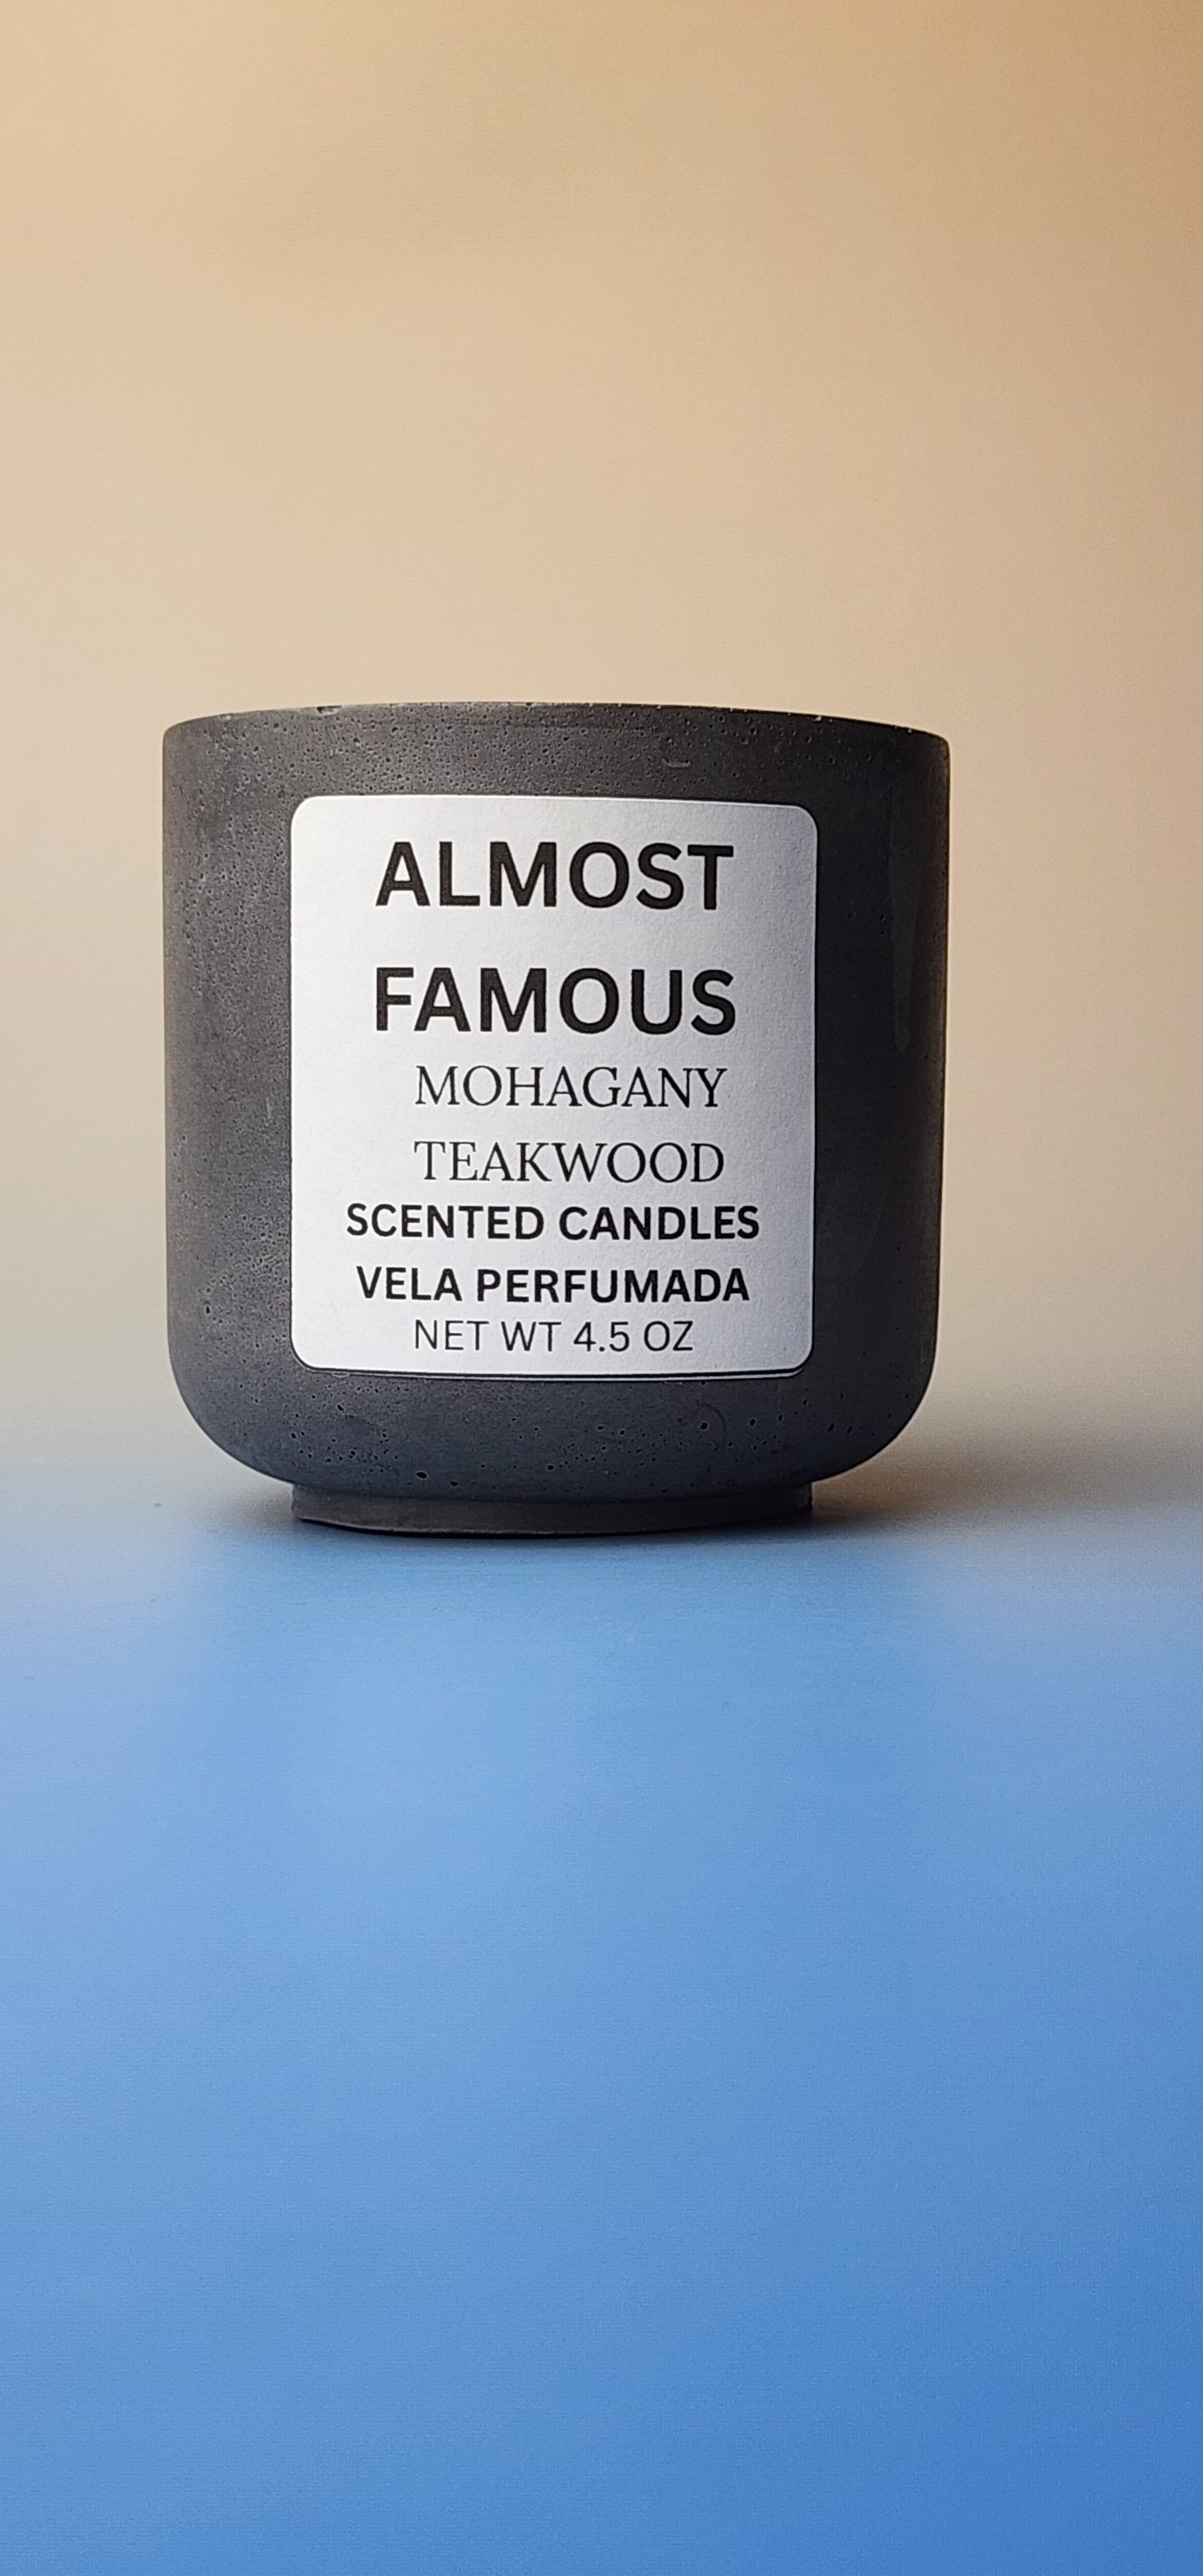 ALMOST
FAMOUS
MOHAGANY
TEAKWOOD
SCENTED CANDLES
VELA PERFUMADA
NET WT 4.5 OZ